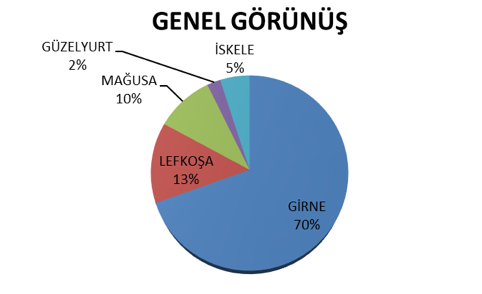 GENEL GÖRÜNÜŞ
GÜZELYURT
2%
İSKELE
5%
MAĞUSA
10%
LEFKOŞA
13%
GİRNE
70%